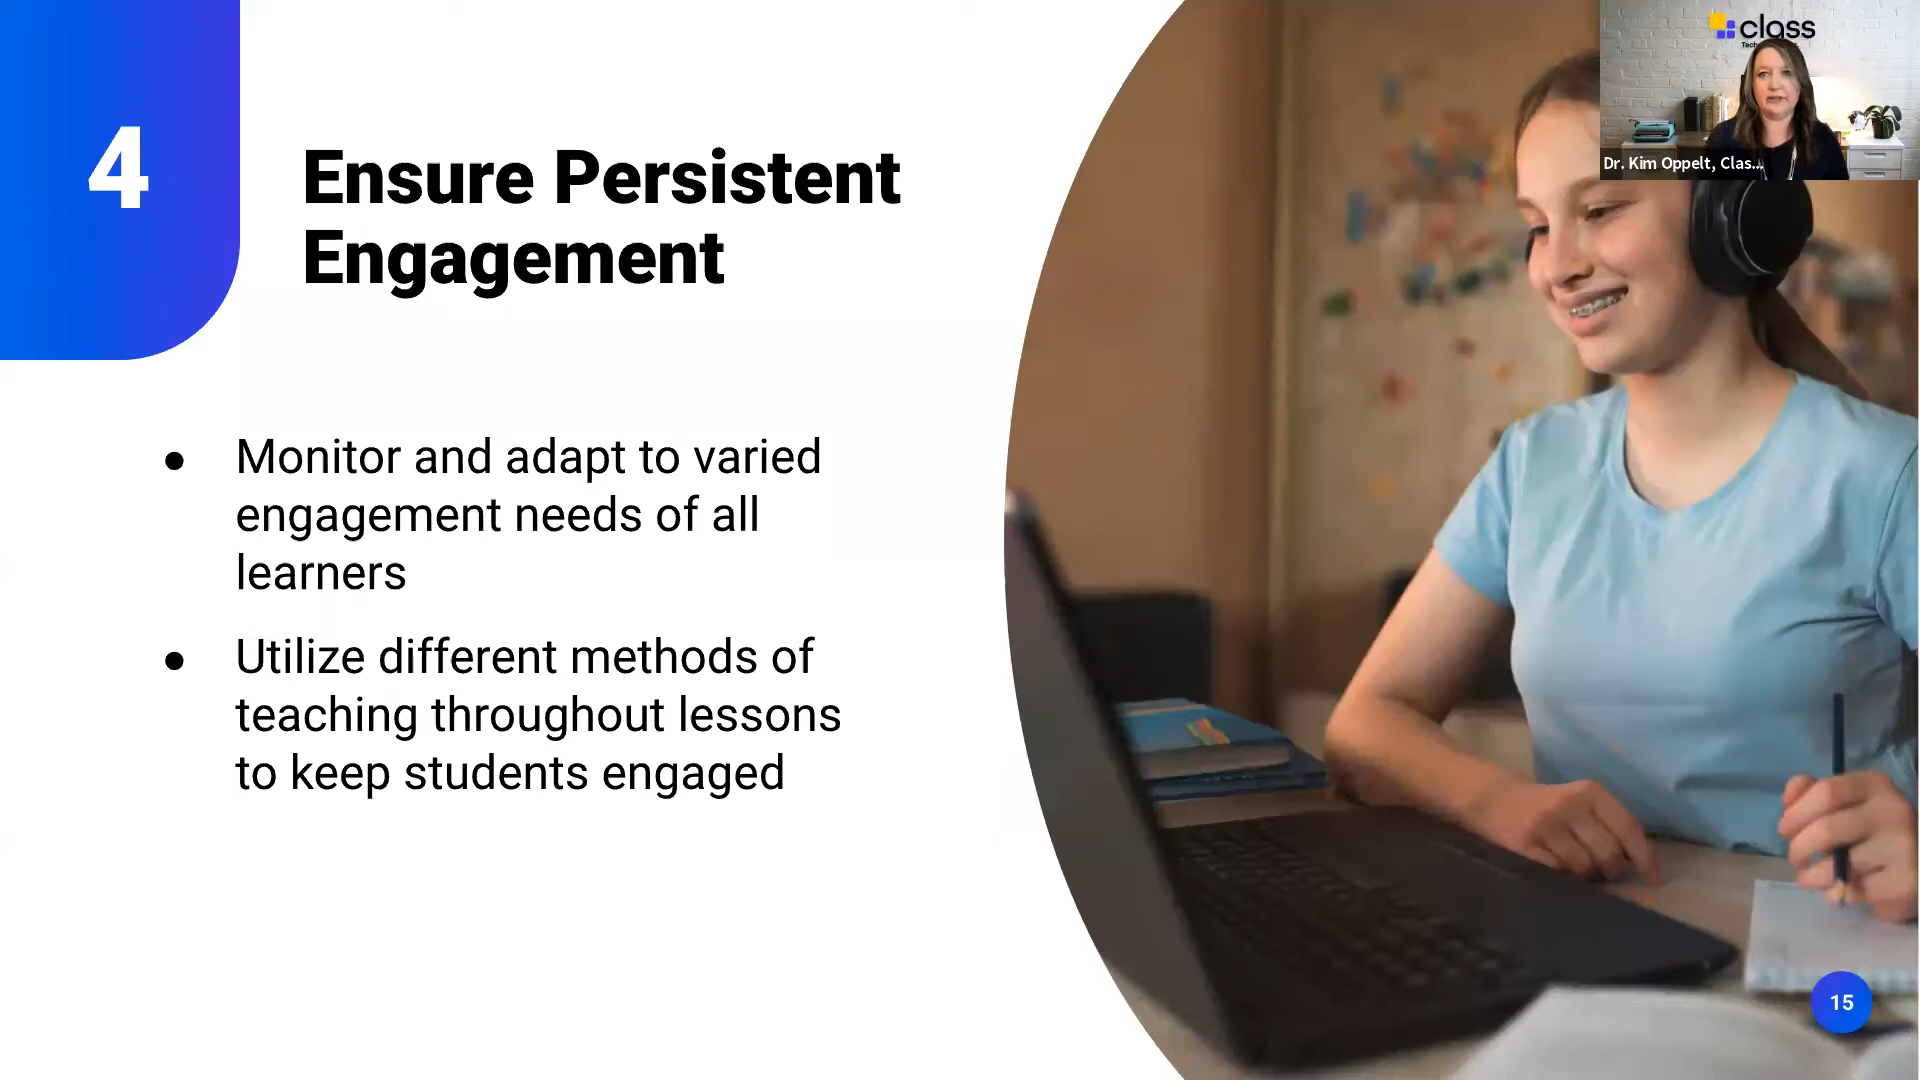 4
Ensure Persistent
Engagement
● Monitor and adapt to varied
engagement needs of all
learners
● Utilize different methods of
teaching throughout lessons
to keep students engaged
class
Dr. Kim Oppelt, Clas...
15